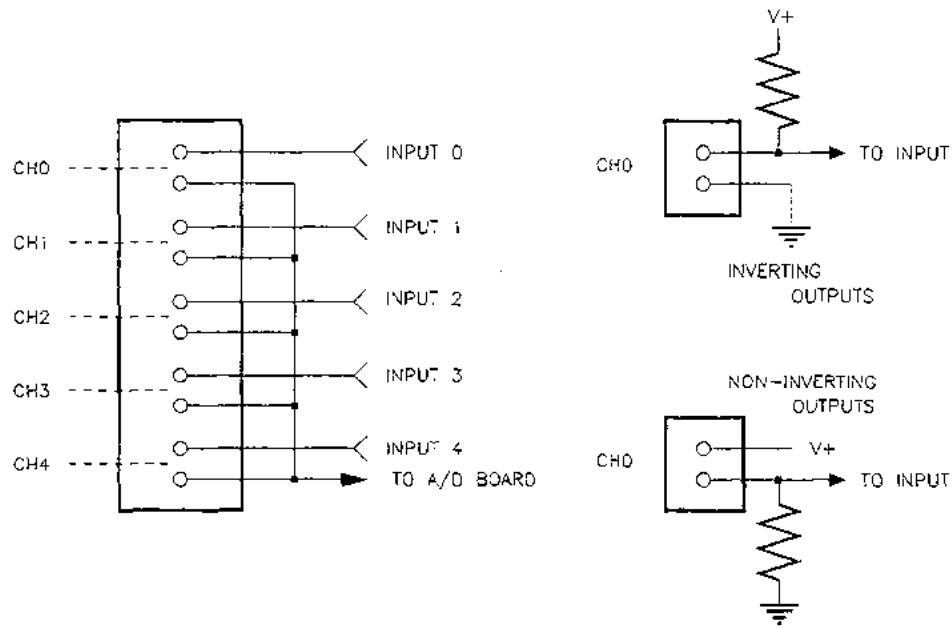 CH0
CH1
CH2
CH3
CH4
INPUT 0
INPUT 1
INPUT 2
INPUT 3
INPUT 4
TO A/D BOARD
V+
CH0
TO INPUT
INVERTING
OUTPUTS
NON-INVERTING
OUTPUTS
CH0
V+
TO INPUT